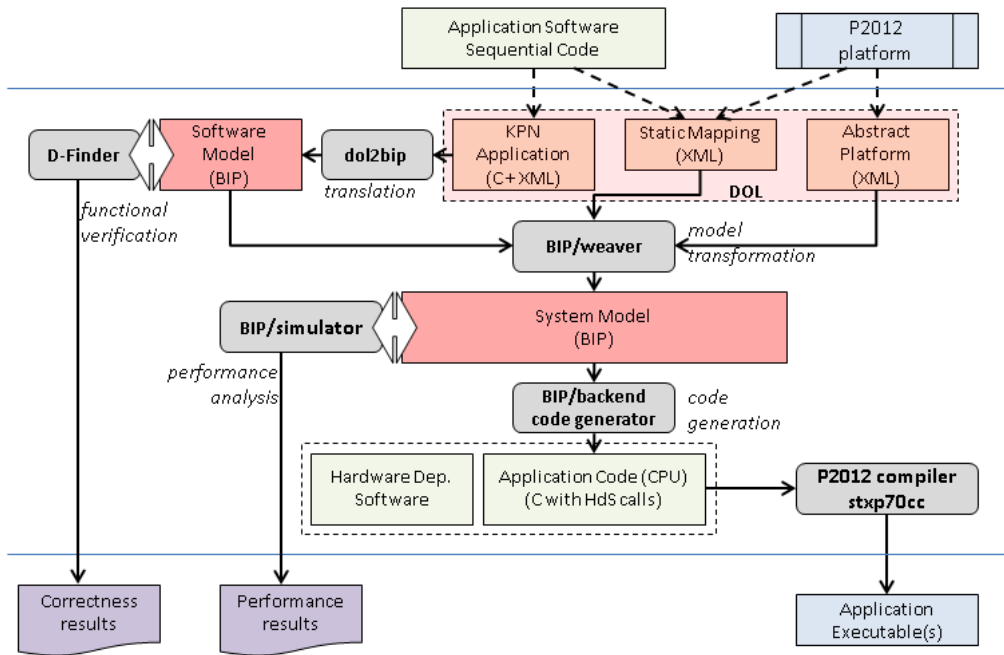 Application Software
Sequential Code
P2012
platform
D-Finder
Software
Model
(BIP)
dol2bip
translation
KPN
Application
(C+ XML)
Static Mapping
(XML)
Abstract
Platform
(XML)
DOL
functional
verification
BIP/weaver
model
transformation
BIP/simulator
System Model
(BIP)
performance
analysis
BIP/backend
code generator
code
generation
Hardware Dep.
Software
Application Code (CPU)
(C with HdS calls)
P2012 compiler
stxp70cc
Correctness
results
Performance
results
Application
Executable(s)